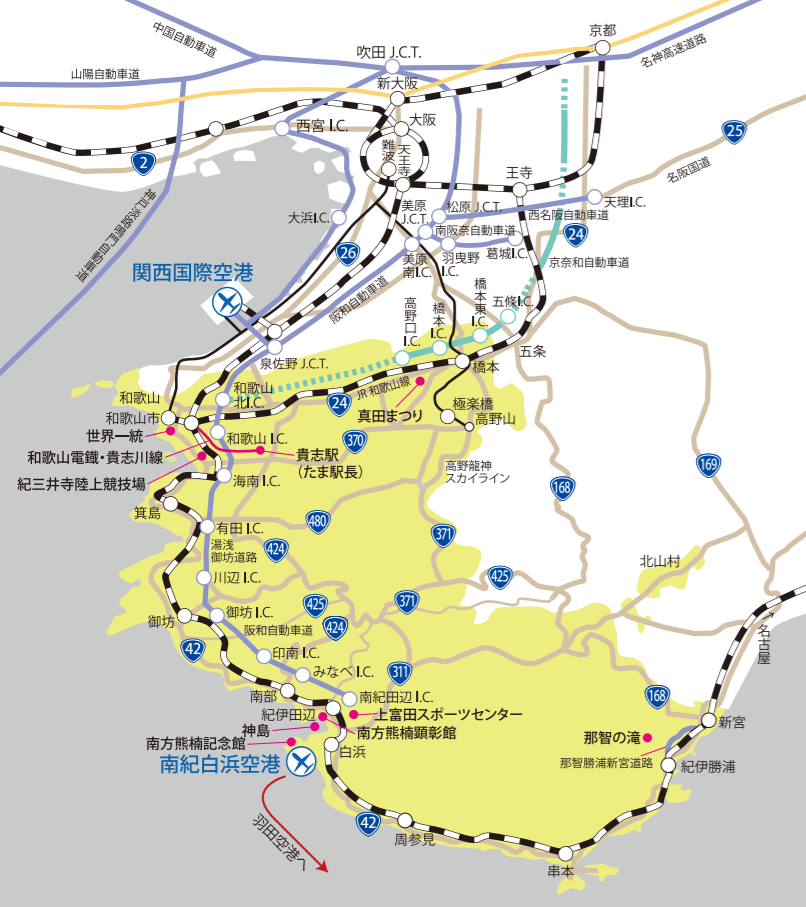 京都
中国自動車道
吹田 J.C.T.
名神高速道路
山陽自動車道
新大阪
西宮 I.C.
大阪
25
2
難波
天王寺
王寺
名阪国道
神戸淡路鳴門自動車道
大浜I.C.
美原
J.C.T.
松原 J.C.T.
天理I.C.
西名阪自動車道
南阪奈自動車道
24
26
美原
南I.C.
羽曳野
I.C.
葛城I.C.
京奈和自動車道
関西国際空港
阪和自動車道
高野口
I.C.
橋本
I.C.
橋本東
I.C.
五條I.C.
泉佐野 J.C.T.
橋本
五条
和歌山
和歌山
北I.C.
JR 和歌山線
24
真田まつり
極楽橋
高野山
和歌山市
世界一統
和歌山 I.C.
370
和歌山電鐵・貴志川線
貴志駅
(たま駅長)
紀三井寺陸上競技場
海南 I.C.
高野龍神
スカイライン
169
168
箕島
480
有田 I.C.
371
湯浅
御坊道路
424
北山村
川辺 I.C.
425
425
371
御坊
御坊 I.C.
424
阪和自動車道
名古屋
42
印南 I.C.
みなべ I.C.
311
168
南部
南紀田辺 I.C.
紀伊田辺
上富田スポーツセンター
新宮
神島
南方熊楠顕彰館
那智の滝
南方熊楠記念館
白浜
南紀白浜空港
那智勝浦新宮道路
紀伊勝浦
羽田空港へ
42
周参見
串本